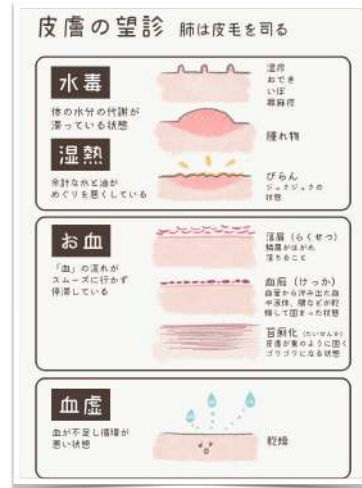 皮膚の望診 肺は皮毛を司る
水毒
体の水分の代謝が
滞っている状態
湿熱
余計な水と油が
めぐりを悪くしている
湿疹
おでき
いぼ
蕁麻疹
腫れ物
びらん
ジュクジュクの
状態
お血
「血」の流れが
スムーズに行かず
停滞している
落屑(らくせつ)
鱗屑がはがれ
落ちること
血痂(けっか)
血管から浮み出た血
や液体、膿などが乾
燥して固まった状態
苔癬化(たいせんか)
皮膚が象のように固く
ゴリゴリになる状態
血虚
血が不足し循環が
悪い状態
乾燥